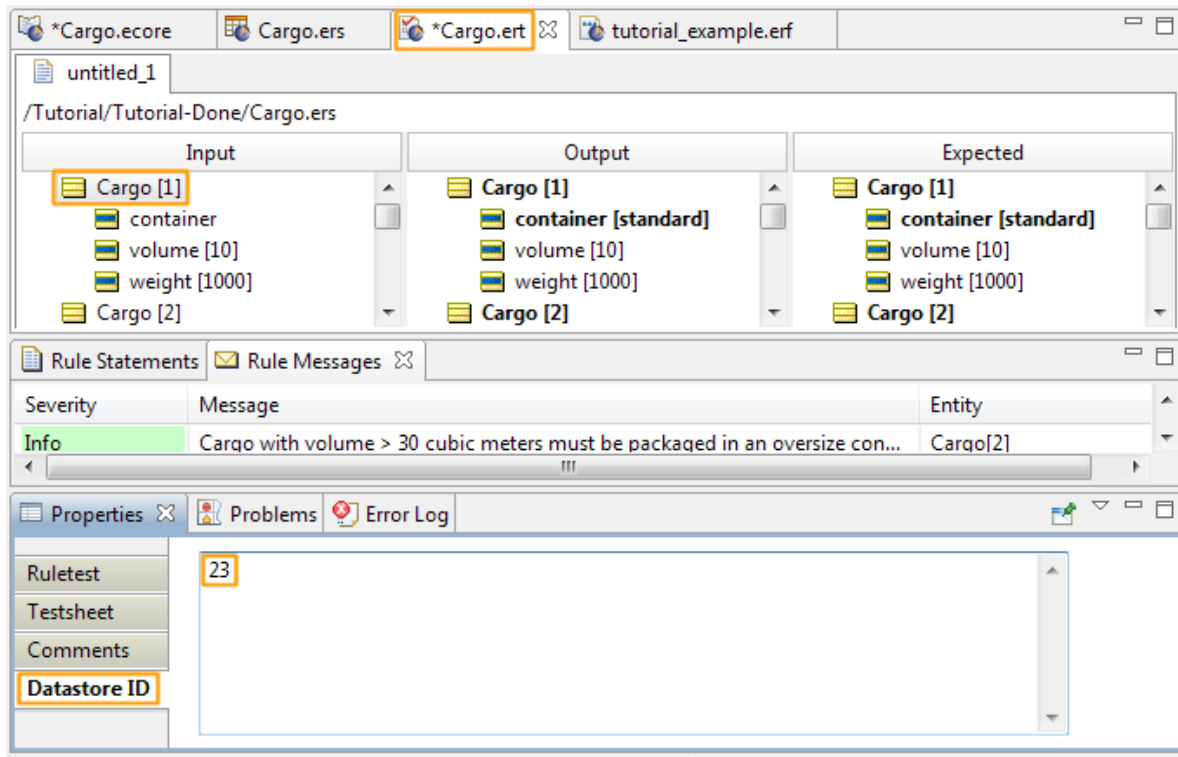 *Cargo.ecore Cargo.ers *Cargo.ert tutorial_example.erf
untitled_1
/Tutorial/Tutorial-Done/Cargo.ers
Input Output Expected
Cargo [1] Cargo [1] Cargo [1]
container container [standard] container [standard]
volume [10] volume [10] volume [10]
weight [1000] weight [1000] weight [1000]
Cargo [2] Cargo [2] Cargo [2]
Rule Statements Rule Messages
Severity Message Entity
Info Cargo with volume > 30 cubic meters must be packaged in an oversize con... Cargo[2]
Properties Problems Error Log
Ruletest 23
Testsheet
Comments
Datastore ID